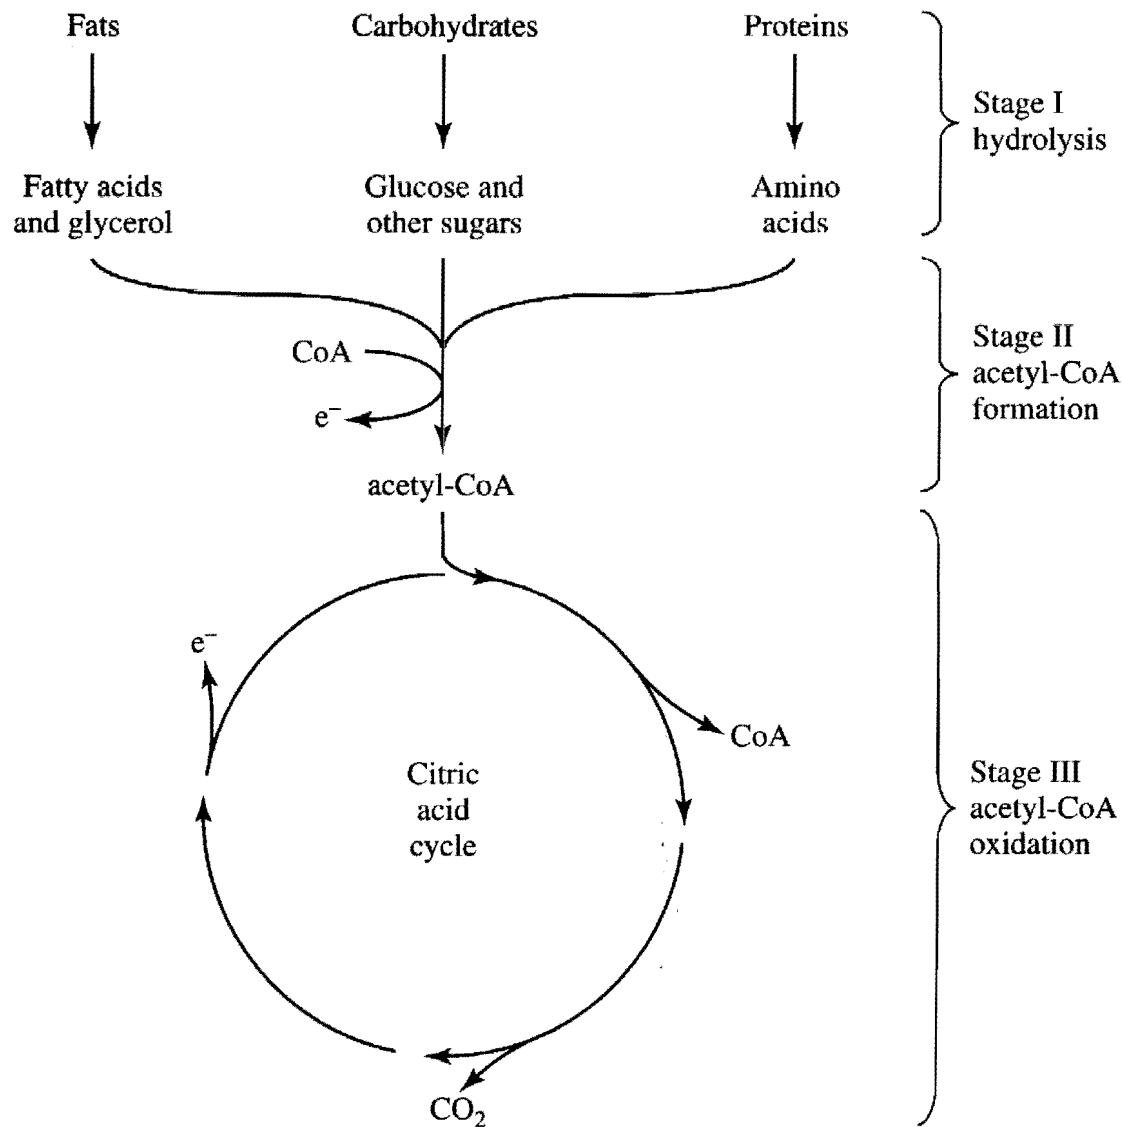 Fats
Carbohydrates
Proteins
Stage I
hydrolysis
Fatty acids
and glycerol
Glucose and
other sugars
Amino
acids
CoA
e⁻
Stage II
acetyl-CoA
formation
acetyl-CoA
e⁻
CoA
Citric
acid
cycle
Stage III
acetyl-CoA
oxidation
CO₂